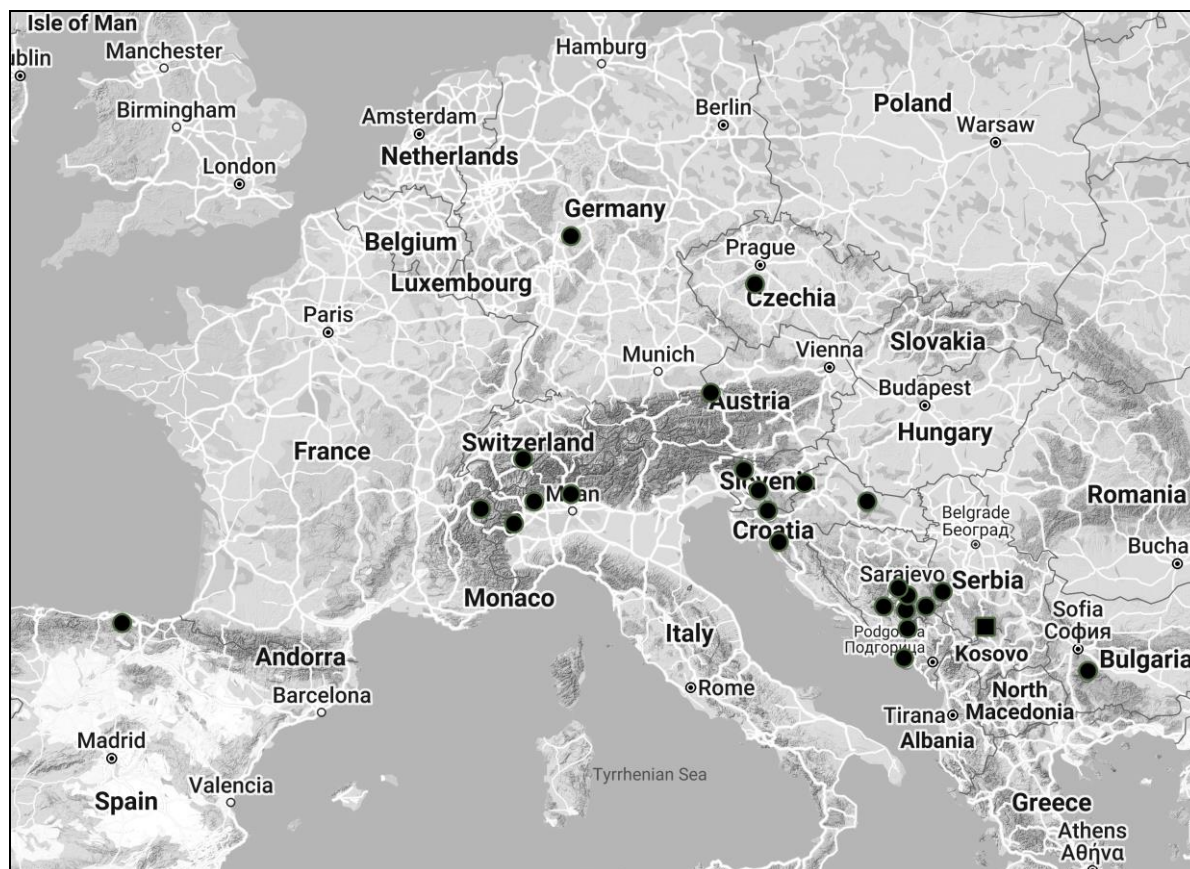 Isle of Man
Manchester
Hamburg
ublin
Birmingham
Amsterdam
Berlin
Poland
Warsaw
Netherlands
London
Germany
Belgium
Prague
Luxembourg
Czechia
Paris
Slovakia
Munich
Vienna
Budapest
Austria
Hungary
France
Switzerland
Slovenia
Romania
Milan
Belgrade
Београд
Croatia
Bucha
Sarajevo
Serbia
Monaco
Sofia
София
Italy
Podgorica
Подгорица
Kosovo
Andorra
Bulgaria
Barcelona
Rome
North
Macedonia
Tirana
Albania
Madrid
Tyrrhenian Sea
Valencia
Spain
Greece
Athens
Αθήνα